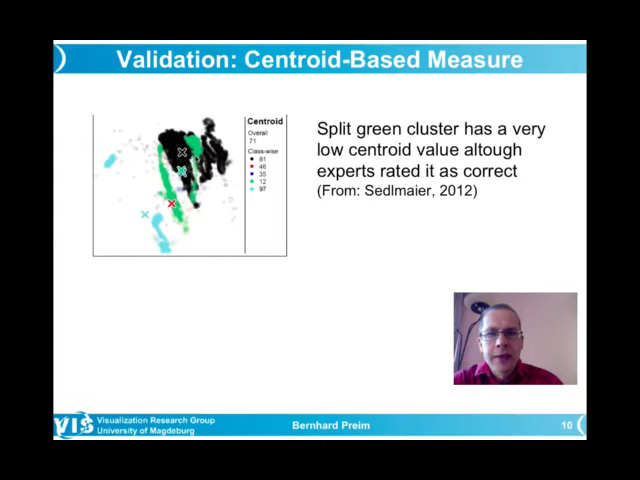 Validation: Centroid-Based Measure
Centroid
Overall
71
Class-wise
81
46
35
12
97
Split green cluster has a very
low centroid value altough
experts rated it as correct
(From: Sedlmaier, 2012)
VIS
Visualization Research Group
University of Magdeburg
Bernhard Preim
10